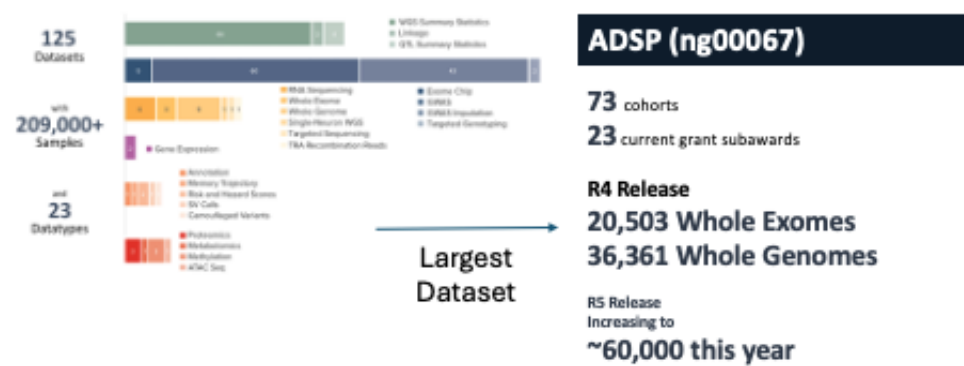 125
Datasets
with
209,000+
Samples
and
23
Datatypes
WGS Summary Statistics
Linkage
QTL Summary Statistics
RNA Sequencing
Whole Exome
Whole Genome
Single-Neuron WGS
Targeted Sequencing
TRA Recombination Reads
Exome Chip
GWAS
GWAS Imputation
Targeted Genotyping
Gene Expression
Annotation
Memory Trajectory
Risk and Hazard Scores
SV Calls
Camouflaged Variants
Proteomics
Metabolomics
Methylation
ATAC Seq
Largest
Dataset
ADSP (ng00067)
73 cohorts
23 current grant subawards
R4 Release
20,503 Whole Exomes
36,361 Whole Genomes
R5 Release
Increasing to
~60,000 this year